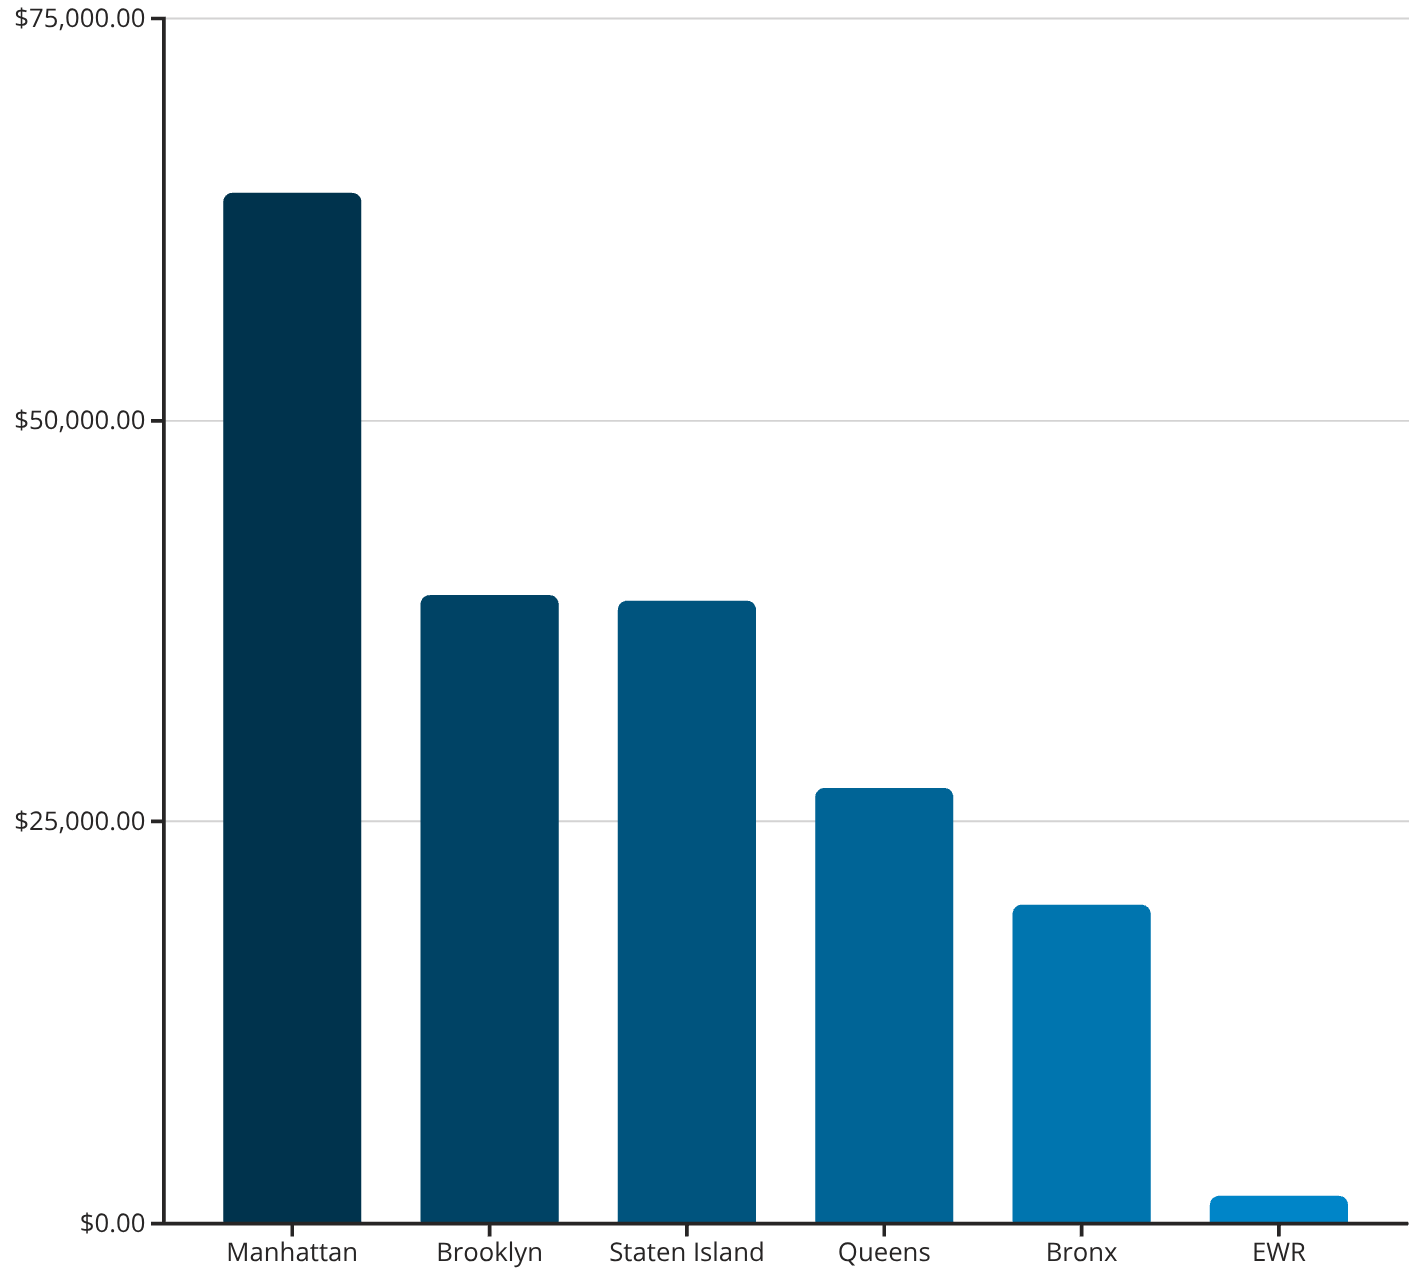 $75,000.00
$50,000.00
$25,000.00
$0.00
Manhattan Brooklyn Staten Island Queens Bronx EWR